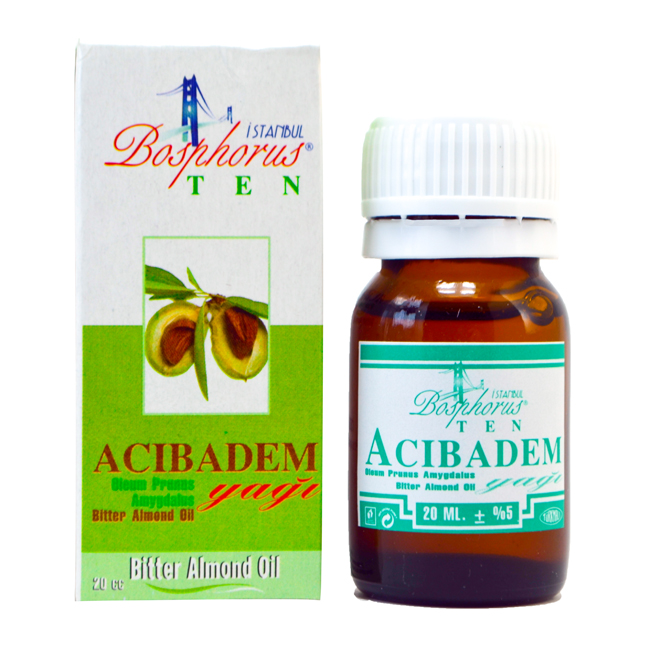 İSTANBUL
Bosphorus®
TEN
ACIBADEM
yağı
Oleum Prunus
Amygdalus
Bitter Almond Oil
20 cc
Bitter Almond Oil
İSTANBUL
Bosphorus®
TEN
ACIBADEM
yağı
Oleum Prunus Amygdalus
Bitter Almond Oil
20 ML. ± %5